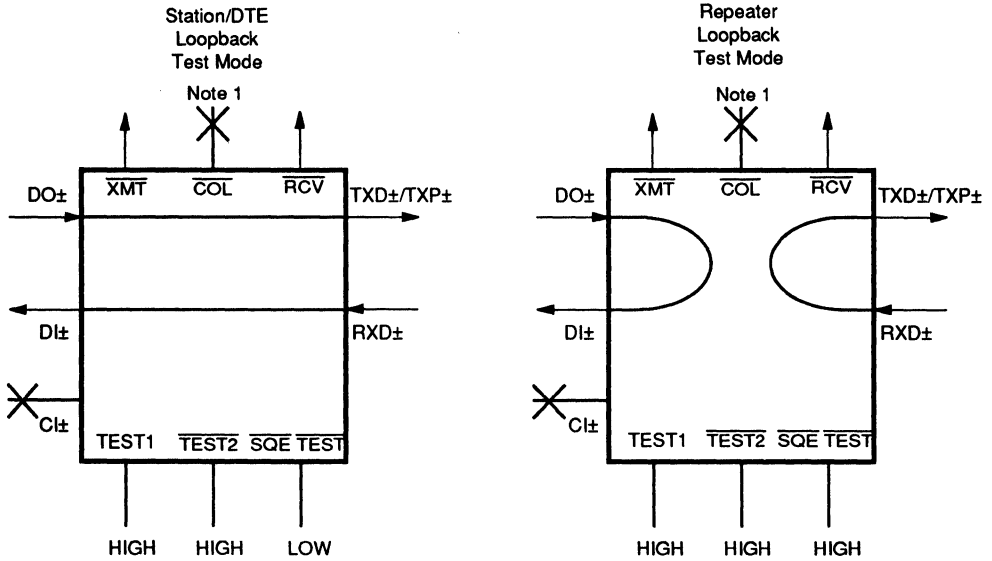 Station/DTE
Loopback
Test Mode
Note 1
XMT COL RCV
DO± TXD±/TXP±
DI± RXD±
CI±
TEST1 TEST2 SQE TEST
HIGH HIGH LOW
Repeater
Loopback
Test Mode
Note 1
XMT COL RCV
DO± TXD±/TXP±
DI± RXD±
CI±
TEST1 TEST2 SQE TEST
HIGH HIGH HIGH